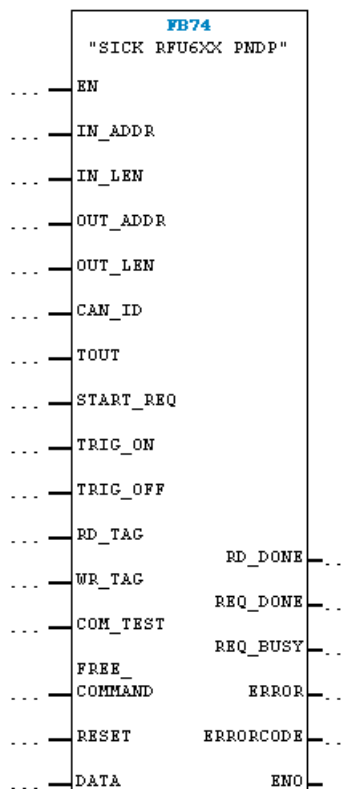 FB74
"SICK RFU6XX PNDP"
... EN
... IN_ADDR
... IN_LEN
... OUT_ADDR
... OUT_LEN
... CAN_ID
... TOUT
... START_REQ
... TRIG_ON
... TRIG_OFF
... RD_TAG
RD_DONE ..
... WR_TAG
REQ_DONE ..
... COM_TEST
REQ_BUSY ..
FREE_
... COMMAND ERROR ..
... RESET ERRORCODE ..
... DATA ENO